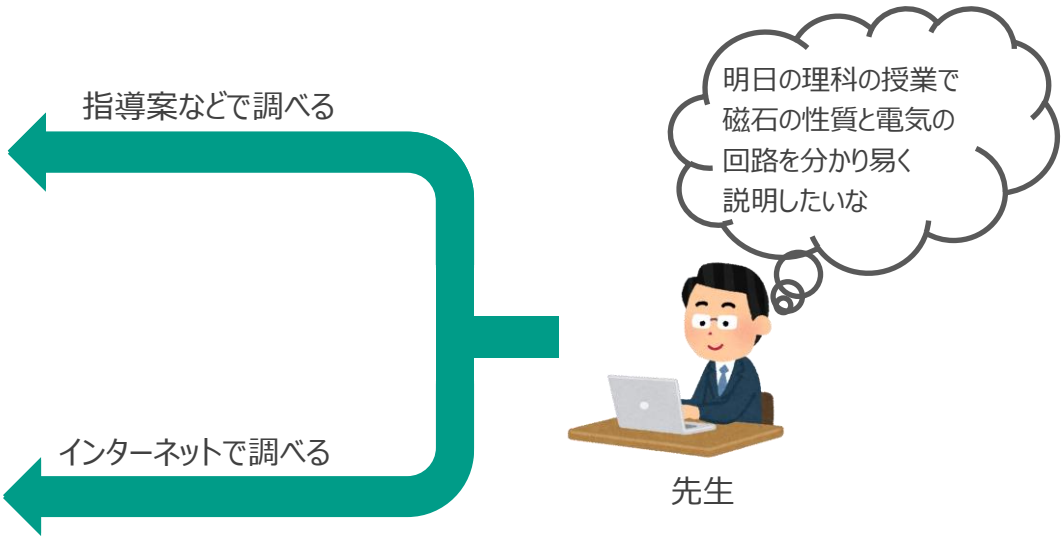 明日の理科の授業で
磁石の性質と電気の
回路を分かり易く
説明したいな
指導案などで調べる
インターネットで調べる
先生